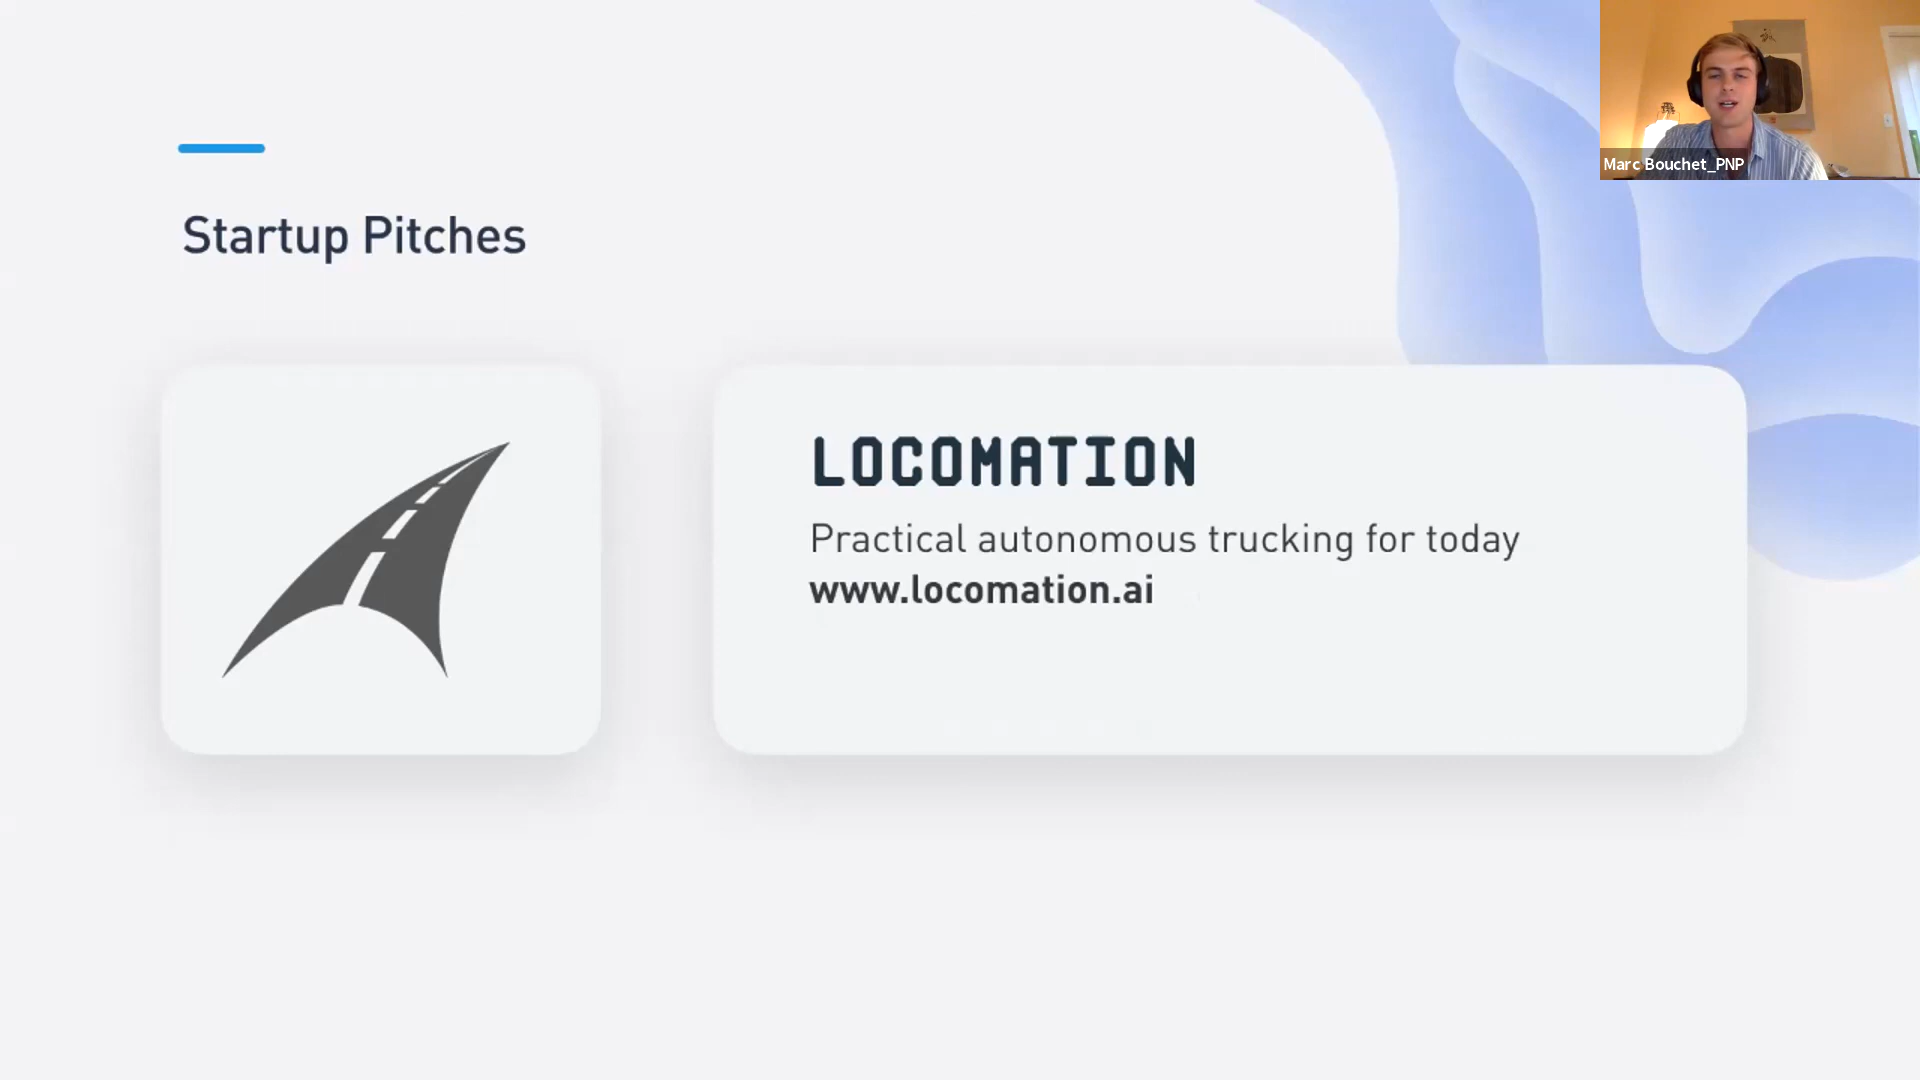 Marc Bouchet_PNP
Startup Pitches
LOCOMATION
Practical autonomous trucking for today
www.locomation.ai